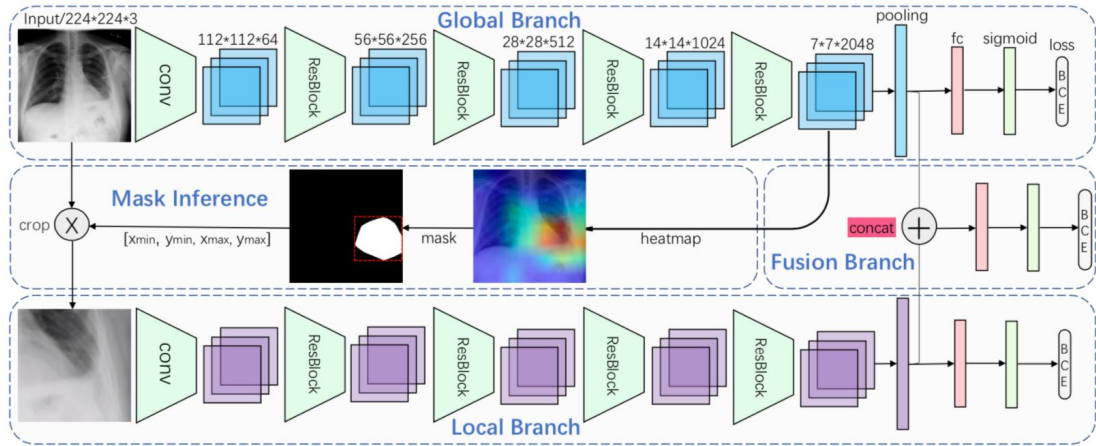 Input/224*224*3
Global Branch
pooling
112*112*64
56*56*256
28*28*512
14*14*1024
7*7*2048
fc
sigmoid
loss
conv
ResBlock
ResBlock
ResBlock
ResBlock
BCE
Mask Inference
crop
X
[xmin, ymin, xmax, ymax]
mask
heatmap
concat
+
BCE
Fusion Branch
conv
ResBlock
ResBlock
ResBlock
ResBlock
BCE
Local Branch